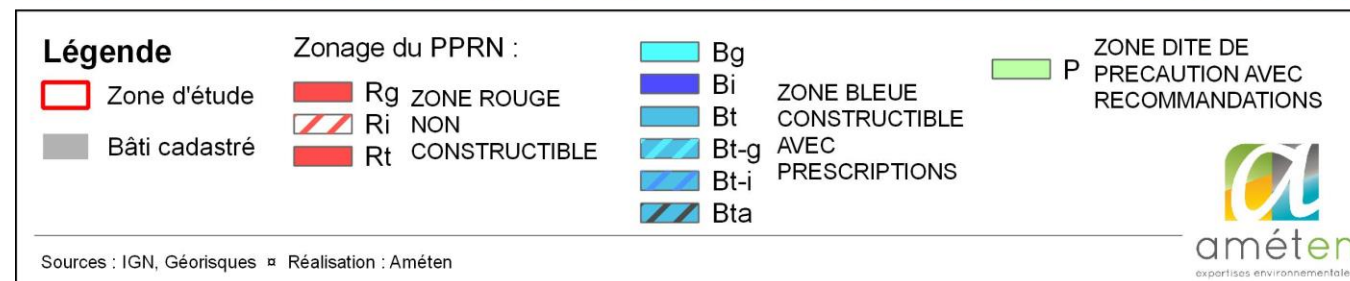 Légende
Zone d'étude
Bâti cadastré
Zonage du PPRN :
Rg
Ri
Rt
ZONE ROUGE
NON
CONSTRUCTIBLE
Bg
Bi
Bt
Bt-g
Bt-i
Bta
ZONE BLEUE
CONSTRUCTIBLE
AVEC
PRESCRIPTIONS
P
ZONE DITE DE
PRECAUTION AVEC
RECOMMANDATIONS
a
améten
expertises environnementales
Sources : IGN, Géorisques ¤ Réalisation : Améten